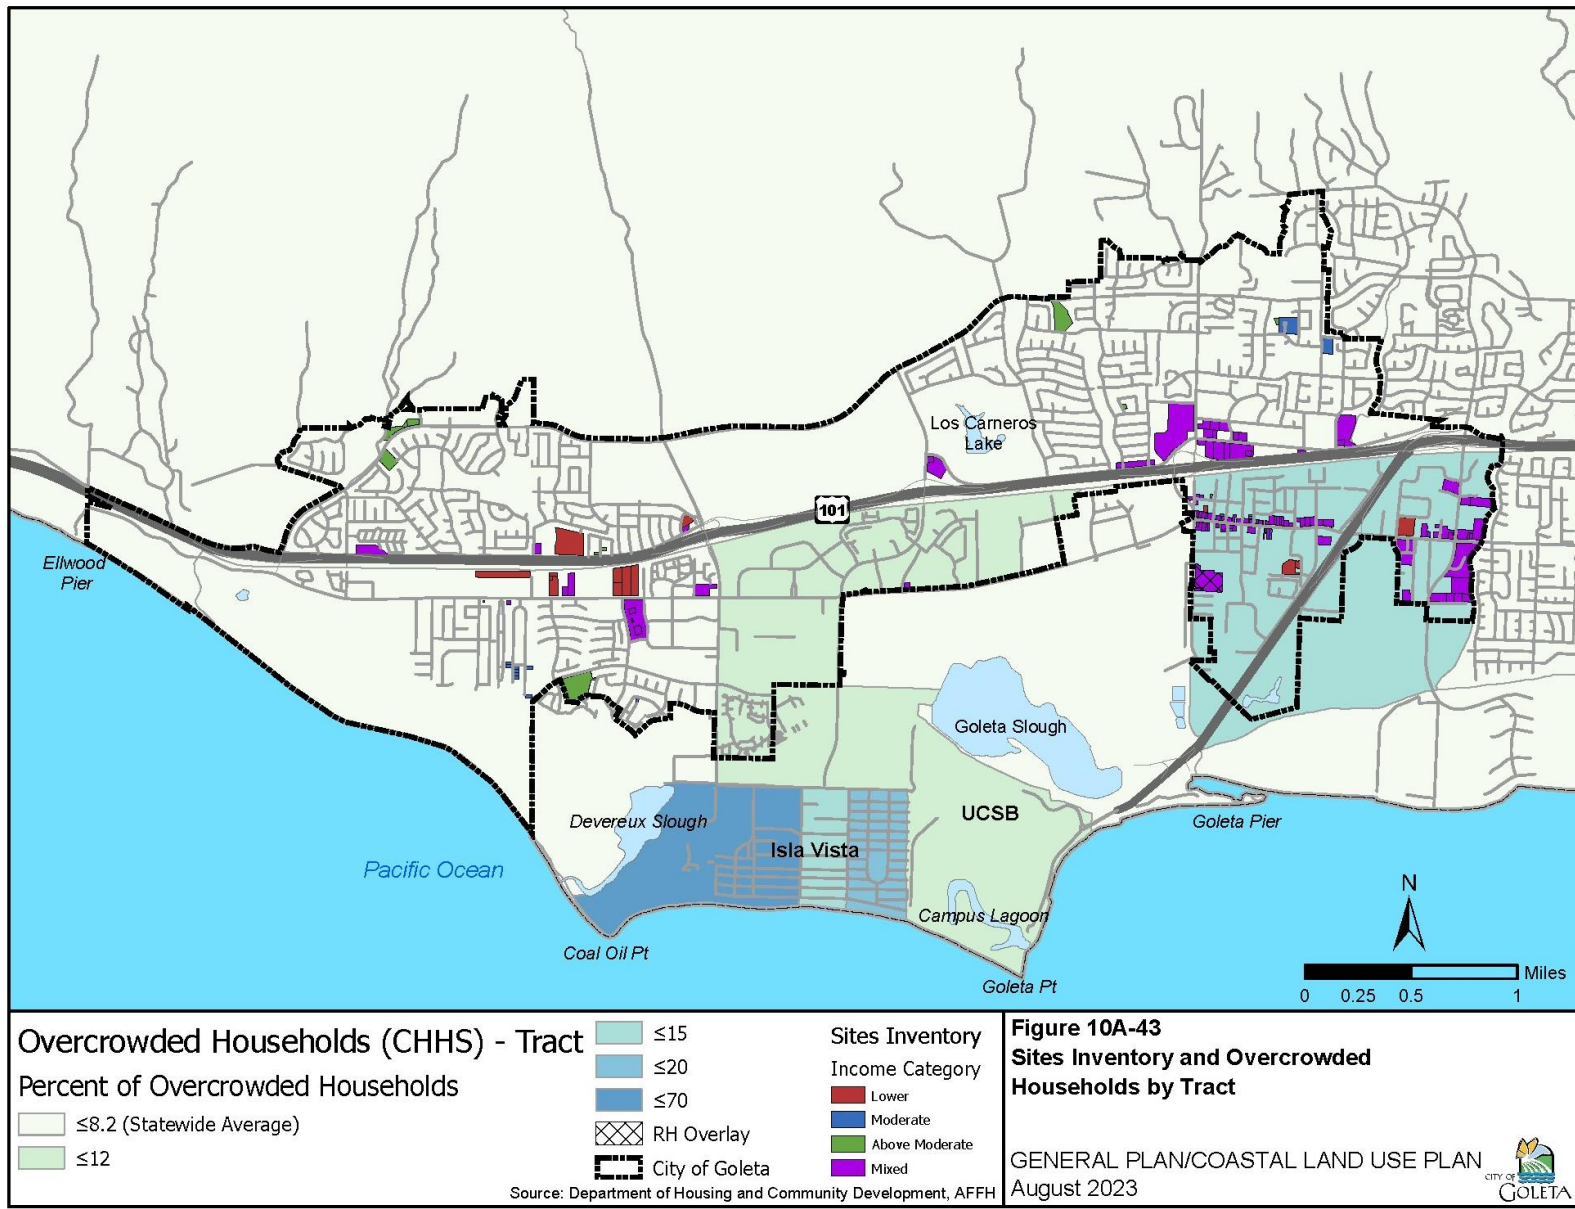 Los Carneros
Lake
101
Ellwood
Pier
Goleta Slough
UCSB
Devereux Slough
Goleta Pier
Isla Vista
Pacific Ocean
N
Campus Lagoon
Coal Oil Pt
Goleta Pt
Miles
0 0.25 0.5 1
Overcrowded Households (CHHS) - Tract
Percent of Overcrowded Households
≤8.2 (Statewide Average)
≤12
≤15
≤20
≤70
RH Overlay
City of Goleta
Sites Inventory
Income Category
Lower
Moderate
Above Moderate
Mixed
Source: Department of Housing and Community Development, AFFH
Figure 10A-43
Sites Inventory and Overcrowded
Households by Tract
GENERAL PLAN/COASTAL LAND USE PLAN
August 2023
CITY OF
GOLETA